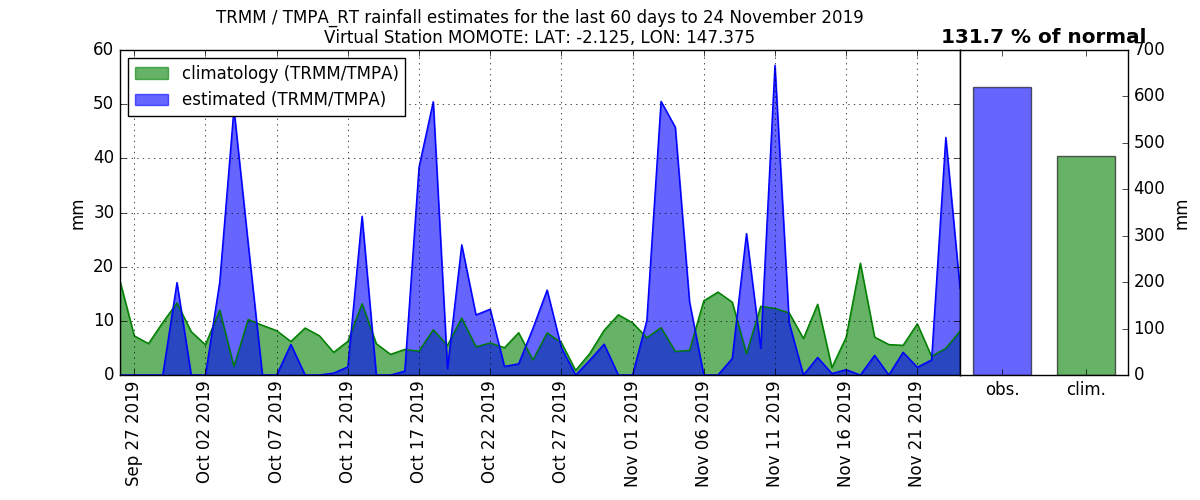 TRMM / TMPA_RT rainfall estimates for the last 60 days to 24 November 2019
Virtual Station MOMOTE: LAT: -2.125, LON: 147.375
131.7 % of normal
climatology (TRMM/TMPA)
estimated (TRMM/TMPA)
60
50
40
30
20
10
0
mm
Sep 27 2019
Oct 02 2019
Oct 07 2019
Oct 12 2019
Oct 17 2019
Oct 22 2019
Oct 27 2019
Nov 01 2019
Nov 06 2019
Nov 11 2019
Nov 16 2019
Nov 21 2019
obs.
clim.
700
600
500
400
300
200
100
0
mm